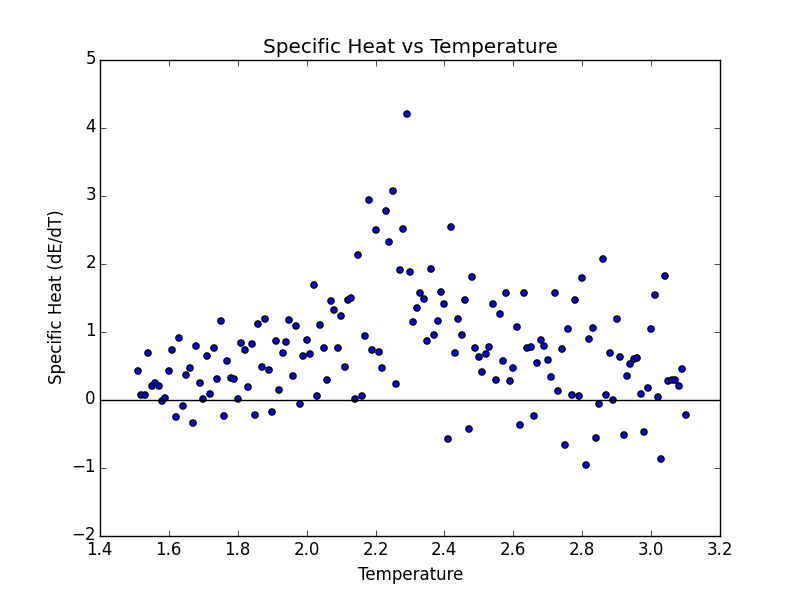 Specific Heat vs Temperature
5
4
3
2
1
0
−1
−2
Specific Heat (dE/dT)
1.4 1.6 1.8 2.0 2.2 2.4 2.6 2.8 3.0 3.2
Temperature